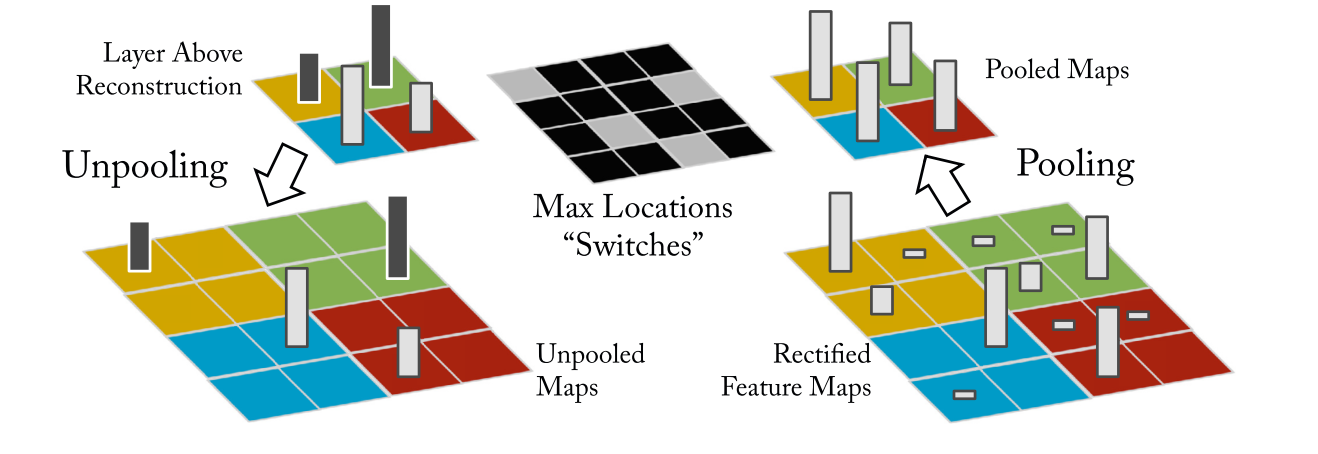 Layer Above
Reconstruction
Unpooling
Max Locations
“Switches”
Unpooled
Maps
Pooled Maps
Pooling
Rectified
Feature Maps